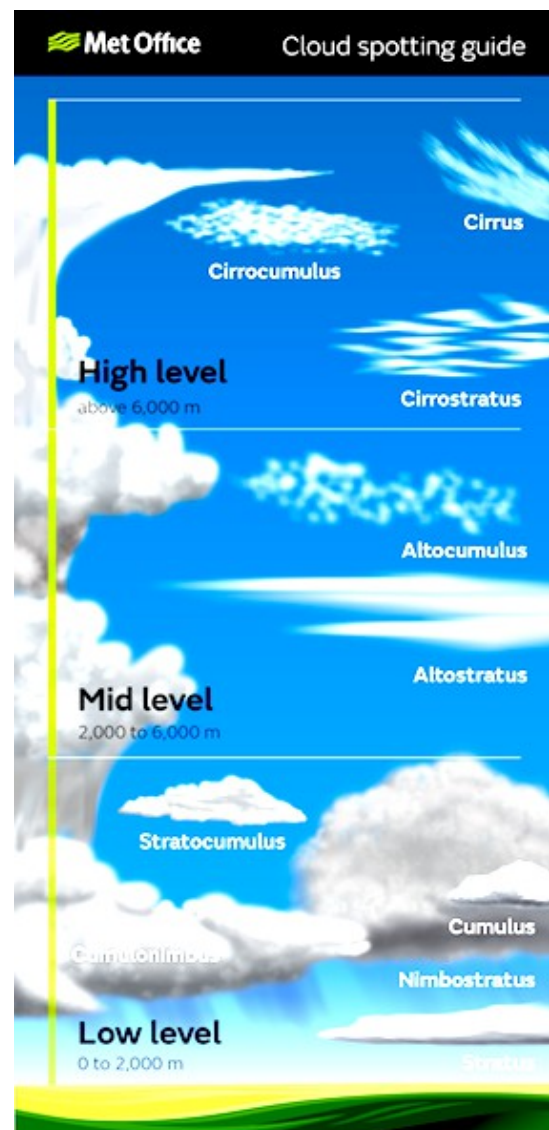 Met Office
Cloud spotting guide
Cirrus
Cirrocumulus
High level
above 6,000 m
Cirrostratus
Altocumulus
Altostratus
Mid level
2,000 to 6,000 m
Stratocumulus
Cumulus
Cumulonimbus
Nimbostratus
Low level
0 to 2,000 m
Stratus